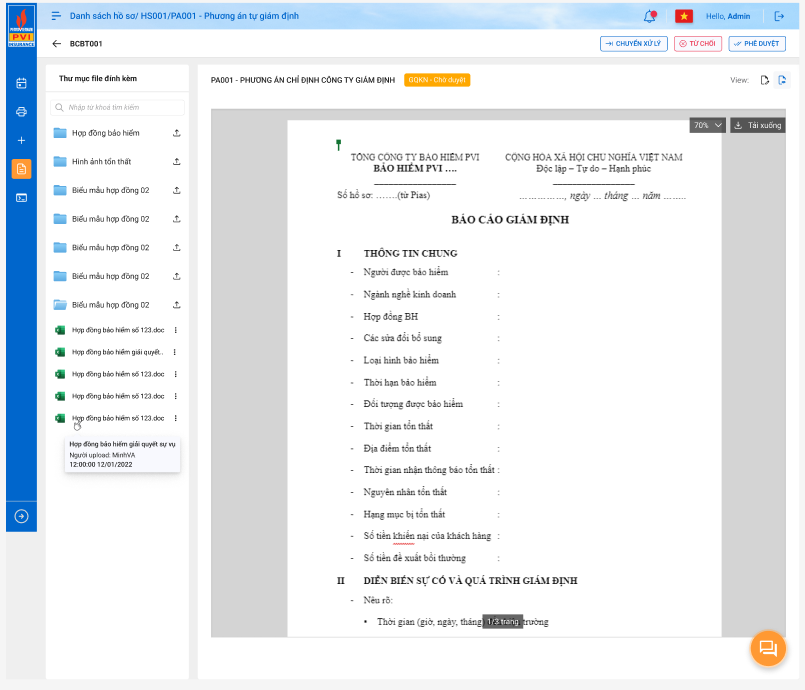 PVI
INSURANCE
Danh sách hồ sơ/ HS001/PA001 - Phương án tự giám định
Hello, Admin
BCBT001
CHUYỂN XỬ LÝ
TỪ CHỐI
PHÊ DUYỆT
Thư mục file đính kèm
Nhập từ khoá tìm kiếm
Hợp đồng bảo hiểm
Hình ảnh tổn thất
Biểu mẫu hợp đồng 02
Biểu mẫu hợp đồng 02
Biểu mẫu hợp đồng 02
Biểu mẫu hợp đồng 02
Biểu mẫu hợp đồng 02
Hợp đồng bảo hiểm số 123.doc
Hợp đồng bảo hiểm giải quyết..
Hợp đồng bảo hiểm số 123.doc
Hợp đồng bảo hiểm số 123.doc
Hợp đồng bảo hiểm số 123.doc
Hợp đồng bảo hiểm giải quyết sự vụ
Người upload: MinhVA
12:00:00 12/01/2022
PA001 - PHƯƠNG ÁN CHỈ ĐỊNH CÔNG TY GIÁM ĐỊNH
GQKN - Chờ duyệt
View:
70%
Tải xuống
TỔNG CÔNG TY BẢO HIỂM PVI
CỘNG HOÀ XÃ HỘI CHỦ NGHĨA VIỆT NAM
BẢO HIỂM PVI ....
Độc lập – Tự do – Hạnh phúc
Số hồ sơ: …….(từ Pias)
……………, ngày … tháng … năm ……..
BÁO CÁO GIÁM ĐỊNH
I THÔNG TIN CHUNG
- Người được bảo hiểm :
- Ngành nghề kinh doanh :
- Hợp đồng BH :
- Các sửa đổi bổ sung :
- Loại hình bảo hiểm :
- Thời hạn bảo hiểm :
- Đối tượng được bảo hiểm :
- Thời gian tổn thất :
- Địa điểm tổn thất :
- Thời gian nhận thông báo tổn thất :
- Nguyên nhân tổn thất :
- Hạng mục bị tổn thất :
- Số tiền khiến nại của khách hàng :
- Số tiền đề xuất bồi thường :
II DIỄN BIẾN SỰ CỐ VÀ QUÁ TRÌNH GIÁM ĐỊNH
- Nêu rõ:
• Thời gian (giờ, ngày, tháng) trường
1/3 trang